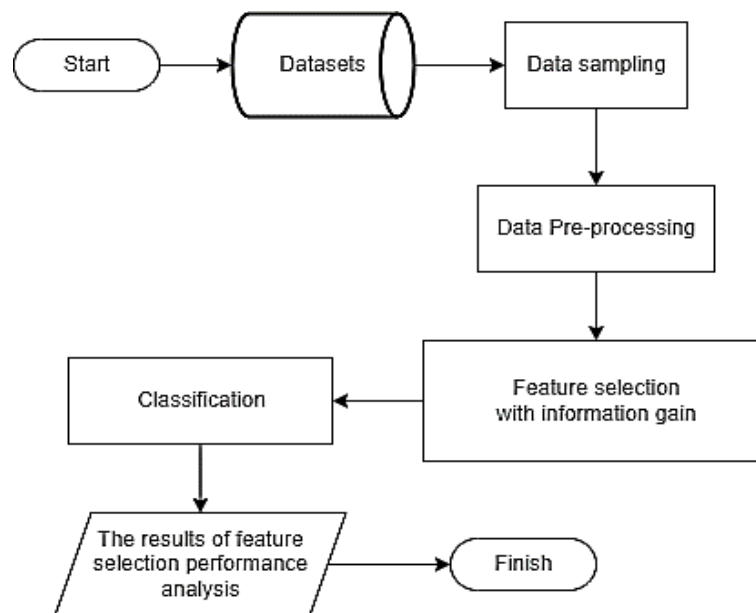 Start
Datasets
Data sampling
Data Pre-processing
Feature selection
with information gain
Classification
The results of feature
selection performance
analysis
Finish